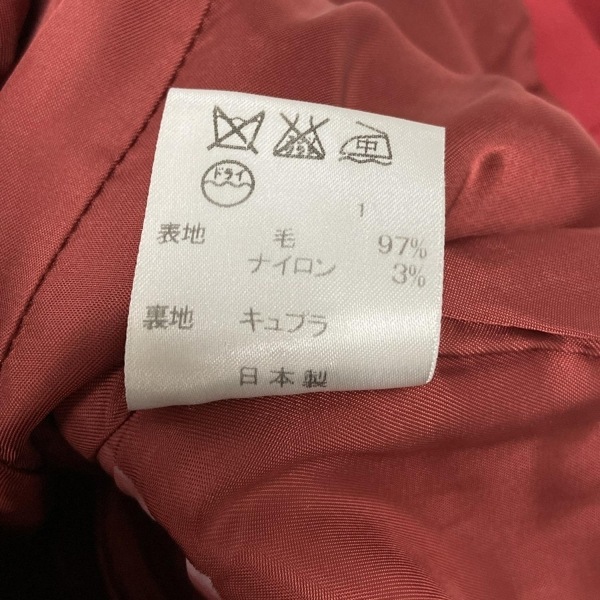 中
ドライ
1
表地 毛 97%
ナイロン 3%
裏地 キュプラ
日本製